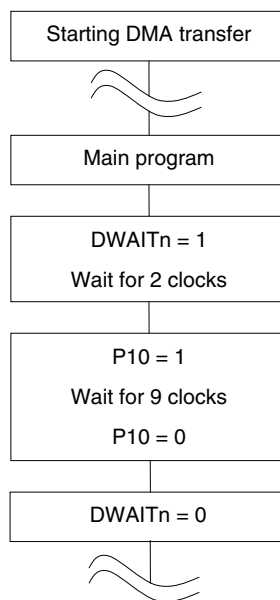 Starting DMA transfer
Main program
DWAITn = 1
Wait for 2 clocks
P10 = 1
Wait for 9 clocks
P10 = 0
DWAITn = 0